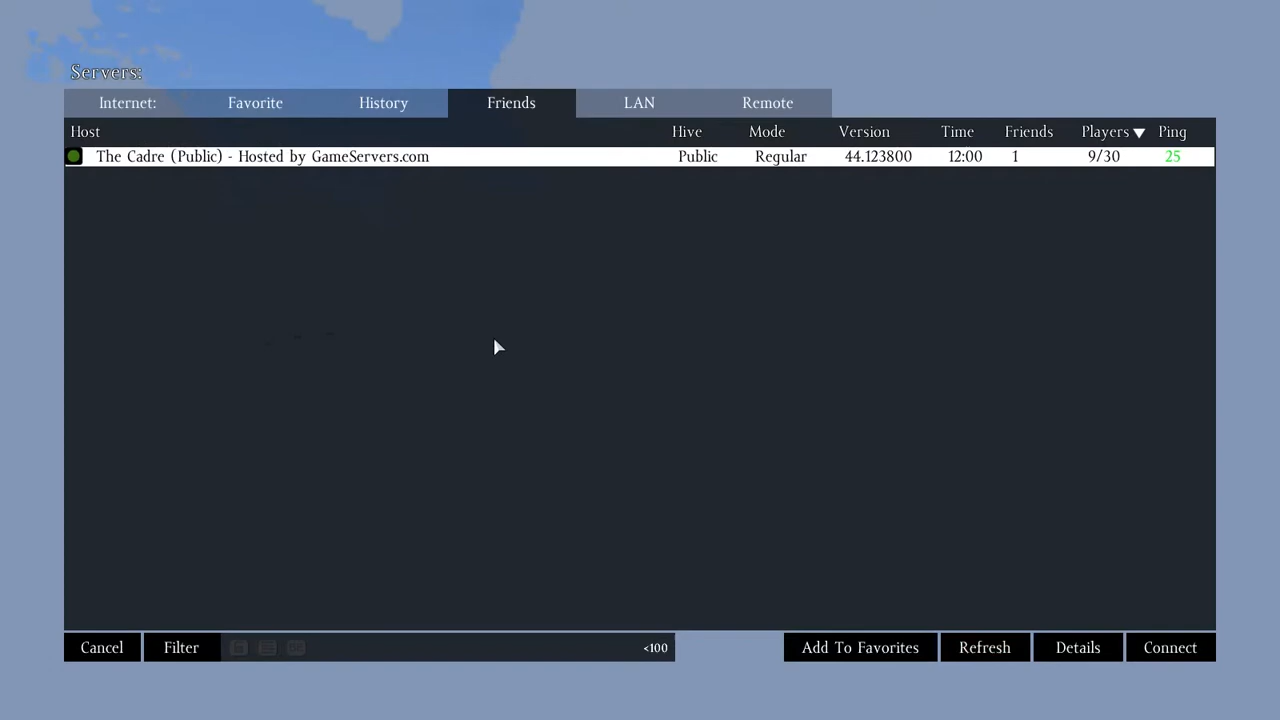 Servers:
Internet: Favorite History Friends LAN Remote
Host Hive Mode Version Time Friends Players Ping
The Cadre (Public) - Hosted by GameServers.com Public Regular 44.123800 12:00 1 9/30 25
Cancel Filter <100 Add To Favorites Refresh Details Connect